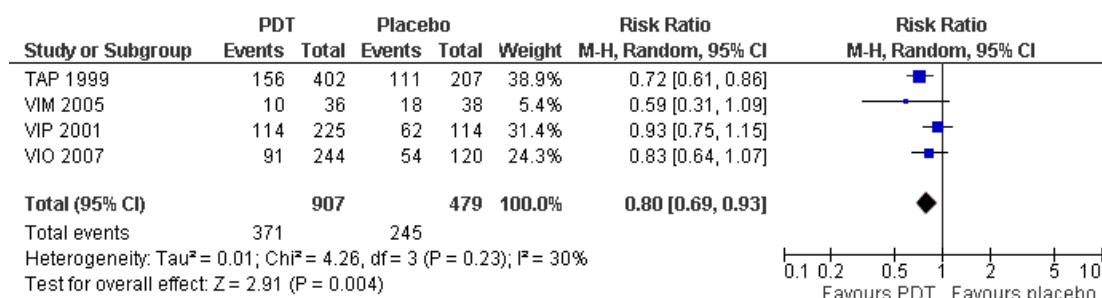 PDT Placebo Risk Ratio Risk Ratio
Study or Subgroup Events Total Events Total Weight M-H, Random, 95% CI M-H, Random, 95% CI
TAP 1999 156 402 111 207 38.9% 0.72 [0.61, 0.86]
VIM 2005 10 36 18 38 5.4% 0.59 [0.31, 1.09]
VIP 2001 114 225 62 114 31.4% 0.93 [0.75, 1.15]
VIO 2007 91 244 54 120 24.3% 0.83 [0.64, 1.07]
Total (95% CI) 907 479 100.0% 0.80 [0.69, 0.93]
Total events 371 245
Heterogeneity: Tau² = 0.01; Chi² = 4.26, df = 3 (P = 0.23); I² = 30%
Test for overall effect: Z = 2.91 (P = 0.004)
0.1 0.2 0.5 1 2 5 10
Favours PDT Favours placebo